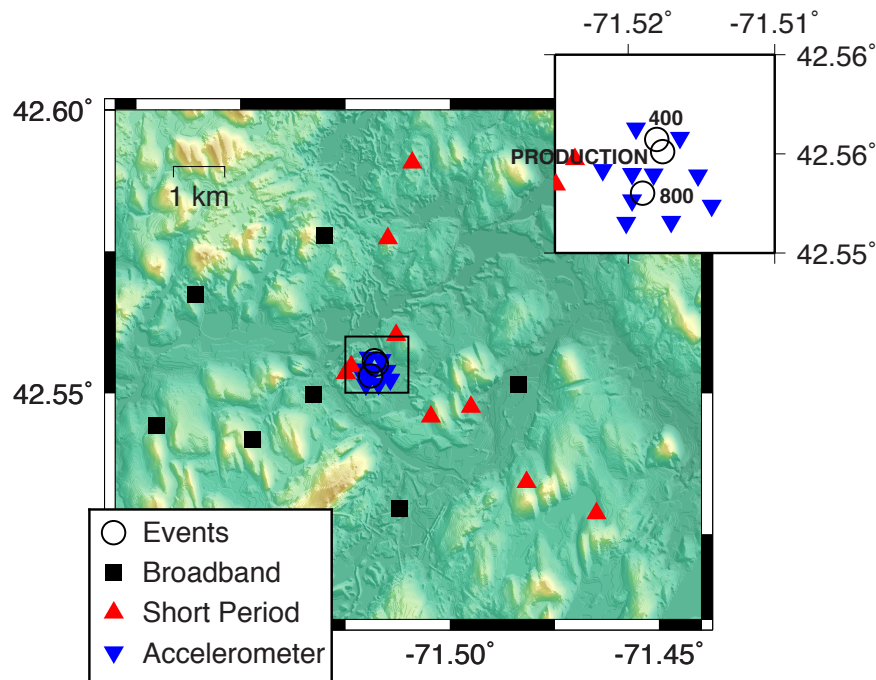 -71.52° -71.51°
42.56°
42.60°
400
PRODUCTION
42.56°
1 km
800
42.55°
42.55°
Events
Broadband
Short Period
Accelerometer
-71.50° -71.45°